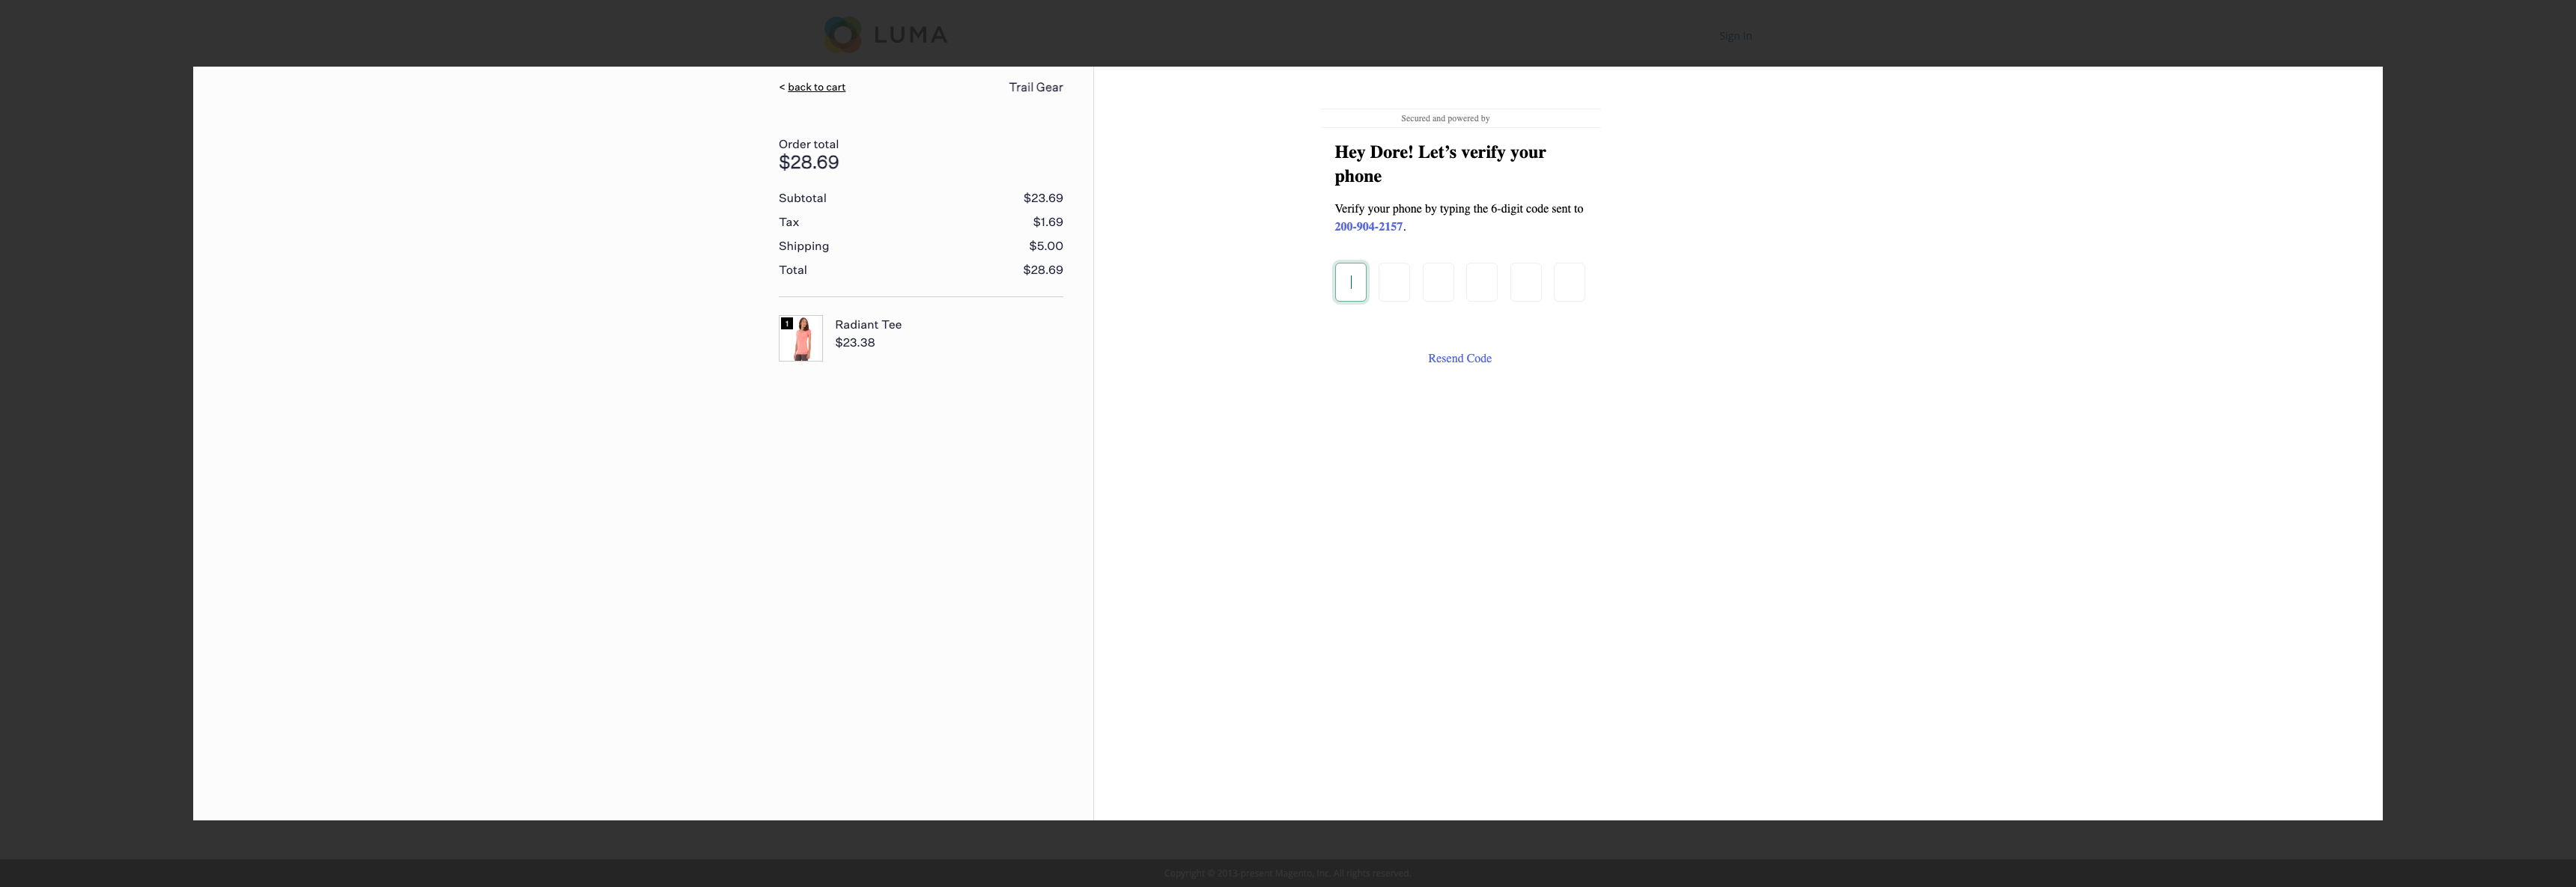 LUMA
Sign In
< back to cart
Trail Gear
Order total
$28.69
Subtotal $23.69
Tax $1.69
Shipping $5.00
Total $28.69
1
Radiant Tee
$23.38
Secured and powered by
Hey Dore! Let’s verify your
phone
Verify your phone by typing the 6-digit code sent to
200-904-2157.
Resend Code
Copyright © 2013-present Magento, Inc. All rights reserved.